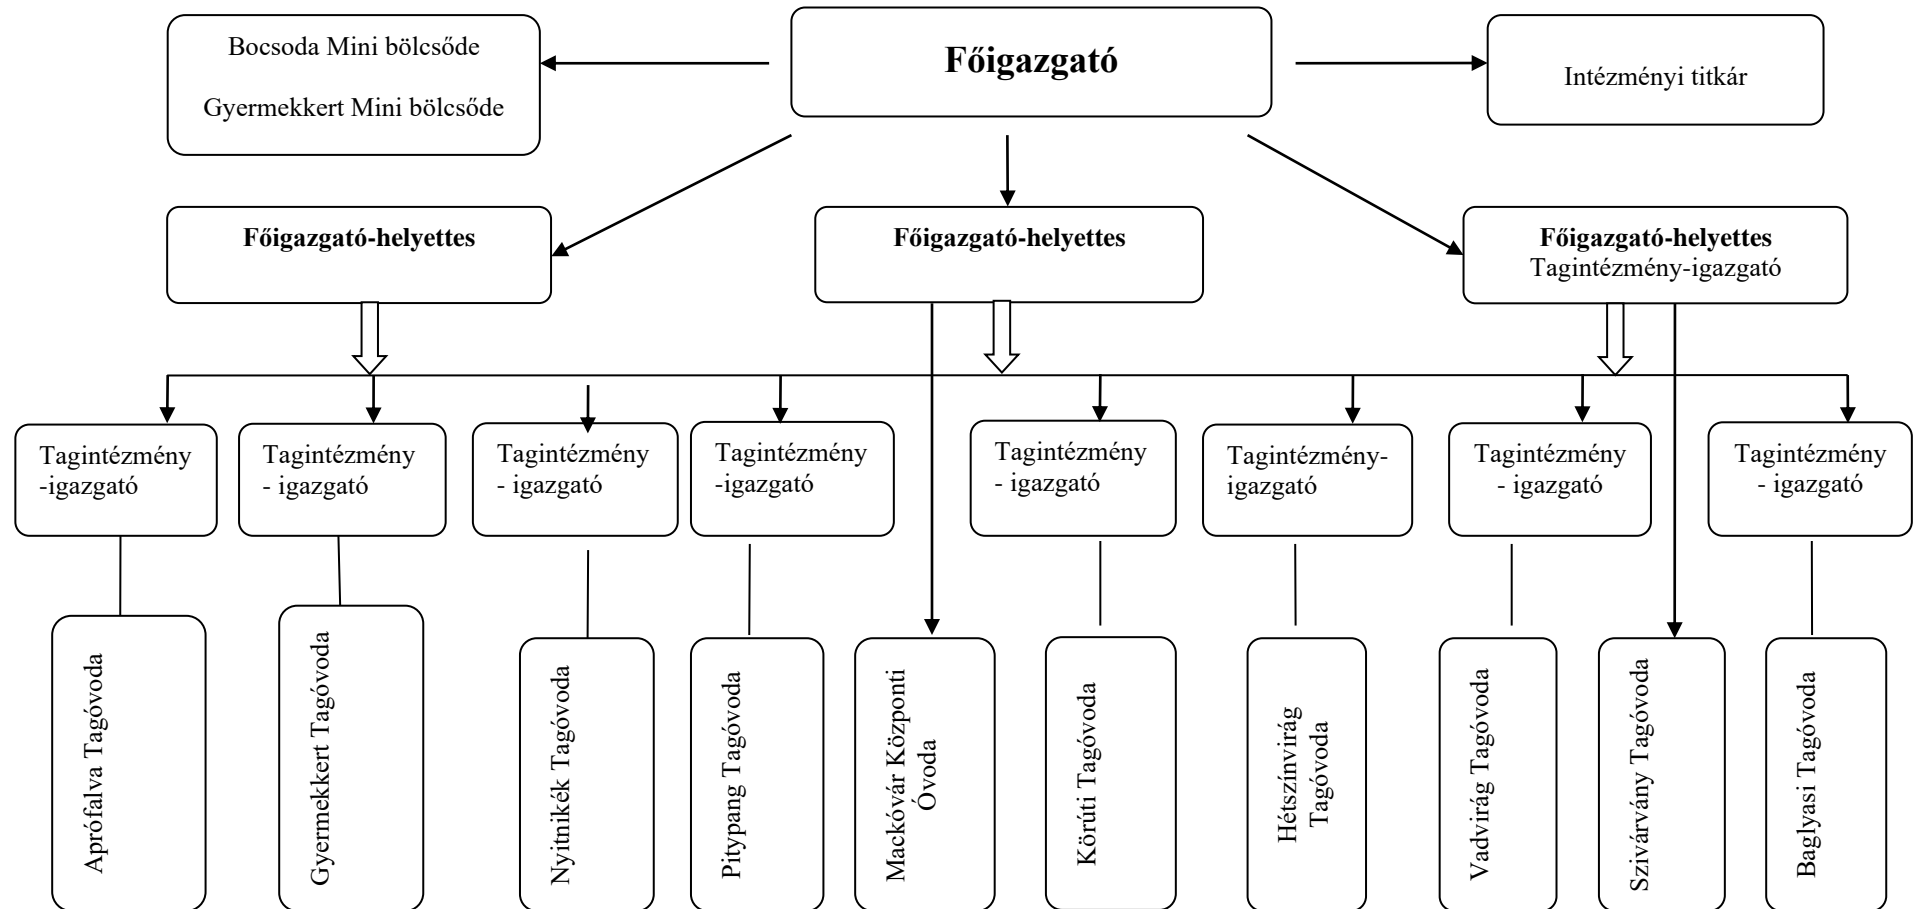 Bocsoda Mini bölcsőde
Gyermekkert Mini bölcsőde
Főigazgató
Intézményi titkár
Főigazgató-helyettes
Főigazgató-helyettes
Főigazgató-helyettes
Tagintézmény-igazgató
Tagintézmény
-igazgató
Tagintézmény
- igazgató
Tagintézmény
- igazgató
Tagintézmény
-igazgató
Tagintézmény
- igazgató
Tagintézmény-
igazgató
Tagintézmény
- igazgató
Tagintézmény
- igazgató
Aprófalva Tagóvoda
Gyermekkert Tagóvoda
Nyitnikék Tagóvoda
Pitypang Tagóvoda
Mackóvár Központi
Óvoda
Körúti Tagóvoda
Hétszínvirág
Tagóvoda
Vadvirág Tagóvoda
Szivárvány Tagóvoda
Baglyasi Tagóvoda